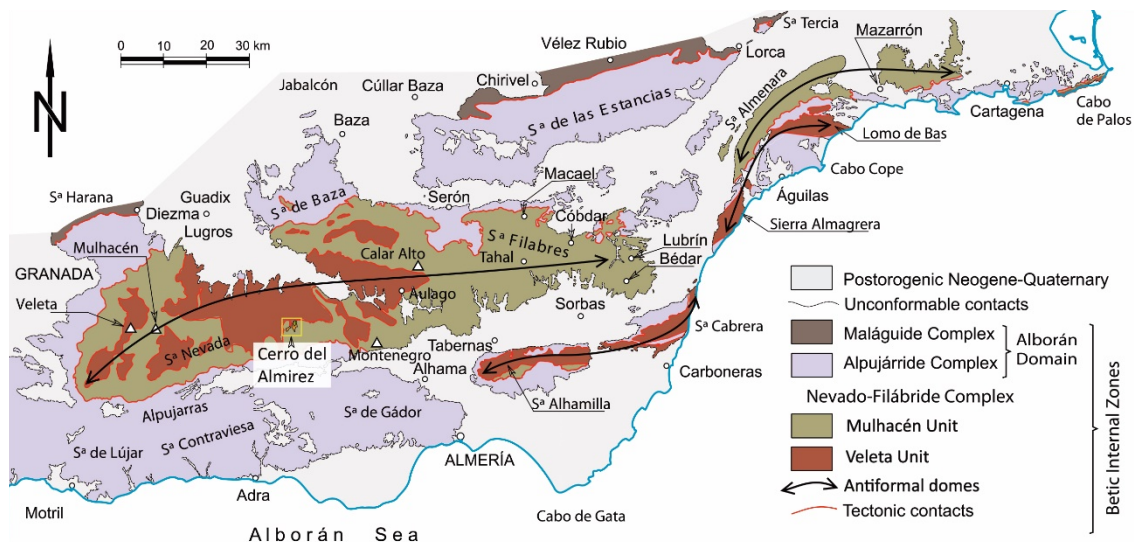 0 10 20 30 km
N
Sª Tercia
Mazarrón
Vélez Rubio
Lorca
Chirivel
Jabalcón
Cúllar Baza
Sª de las Estancias
Sª Almenara
Cartagena
Cabo
de Palos
Baza
Lomo de Bas
Macael
Cabo Cope
Sª Harana
Guadix
Sª de Baza
Serón
Águilas
Diezma
Lugros
Cóbdar
Sierra Almagrera
Mulhacén
Sª Filabres
Lubrín
Calar Alto
Tahal
Bédar
GRANADA
Aulago
Veleta
Sorbas
Sª Nevada
Sª Cabrera
Cerro del
Almirez
Montenegro
Tabernas
Alhama
Carboneras
Alpujarras
Sª Alhamilla
Sª de Gádor
Sª Contraviesa
Sª de Lújar
ALMERÍA
Adra
Motril
Cabo de Gata
Alborán Sea
Postorogenic Neogene-Quaternary
Unconformable contacts
Maláguide Complex
Alpujárride Complex
Alborán
Domain
Nevado-Filábride Complex
Mulhacén Unit
Veleta Unit
Antiformal domes
Tectonic contacts
Betic Internal Zones